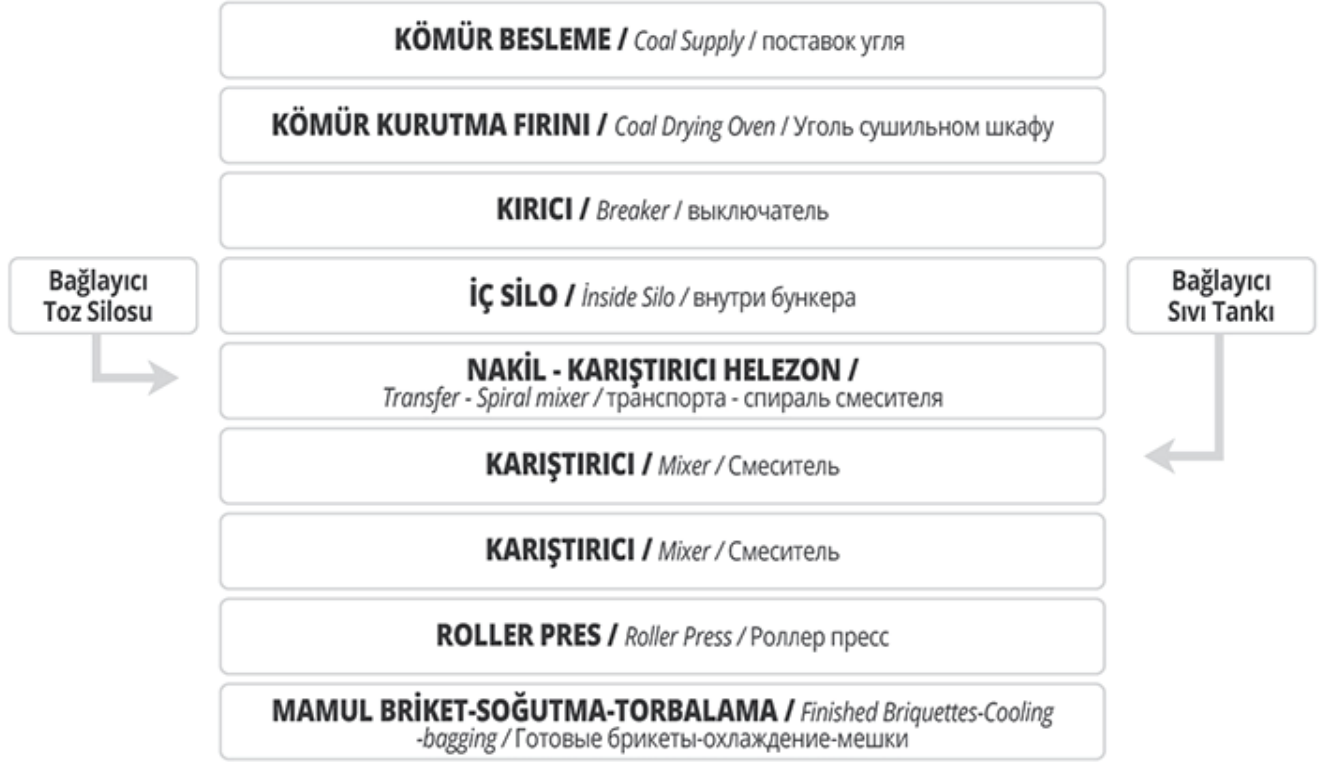 KÖMÜR BESLEME / Coal Supply / поставок угля
KÖMÜR KURUTMA FIRINI / Coal Drying Oven / Уголь сушильном шкафу
KIRICI / Breaker / выключатель
Bağlayıcı
Toz Silosu
İÇ SİLO / İnside Silo / внутри бункера
Bağlayıcı
Sıvı Tankı
NAKİL - KARIŞTIRICI HELEZON /
Transfer - Spiral mixer / транспорта - спираль смесителя
KARIŞTIRICI / Mixer / Смеситель
KARIŞTIRICI / Mixer / Смеситель
ROLLER PRES / Roller Press / Роллер пресс
MAMUL BRİKET-SOĞUTMA-TORBALAMA / Finished Briquettes-Cooling
-bagging / Готовые брикеты-охлаждение-мешки